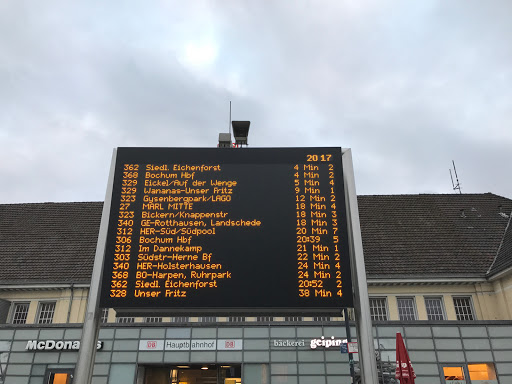 20 17
362 Siedl. Eichenforst 4 Min 2
368 Bochum Hbf 4 Min 2
329 Eickel/Auf der Wenge 5 Min 4
329 Wananas-Unser Fritz 9 Min 1
323 Gysenbergpark/LAGO 12 Min 2
27 MARL MITTE 18 Min 4
323 Bickern/Knappenstr 18 Min 3
340 GE-Rotthausen, Landschede 18 Min 3
312 HER-Süd/Südpool 20 Min 7
306 Bochum Hbf 20:39 5
312 Im Dannekamp 21 Min 1
303 Südstr-Herne Bf 22 Min 2
340 HER-Holsterhausen 24 Min 4
368 BO-Harpen, Ruhrpark 24 Min 2
362 Siedl. Eichenforst 20:52 2
328 Unser Fritz 38 Min 4
McDonald's
DB Hauptbahnhof DB
bäckerei geiping